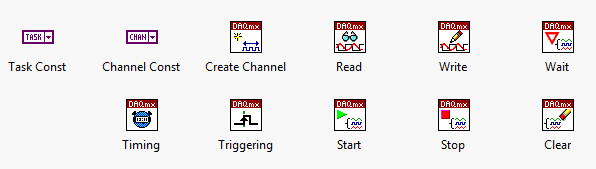 TASK
CHAN
DAQmx
DAQmx
DAQmx
DAQmx
Task Const
Channel Const
Create Channel
Read
Write
Wait
DAQmx
DAQmx
DAQmx
DAQmx
DAQmx
Timing
Triggering
Start
Stop
Clear